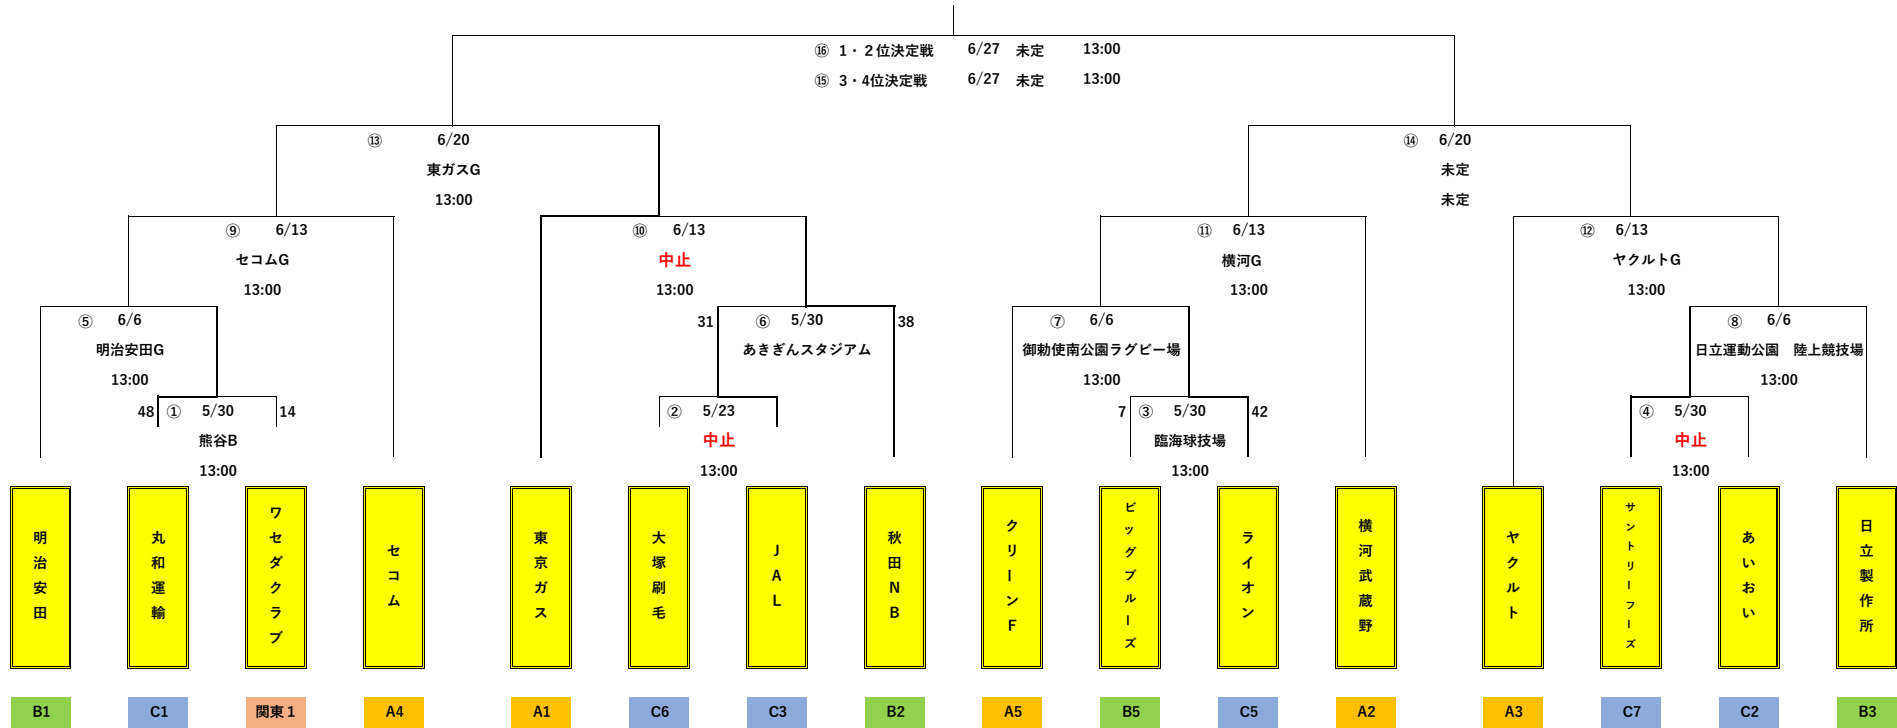 ⑯ 1・２位決定戦 6/27 未定 13:00
⑮ 3・4位決定戦 6/27 未定 13:00
⑬ 6/20
東ガスG
13:00
⑭ 6/20
未定
未定
⑨ 6/13
セコムG
13:00
⑩ 6/13
中止
13:00
⑪ 6/13
横河G
13:00
⑫ 6/13
ヤクルトG
13:00
⑤ 6/6
明治安田G
13:00
31 ⑥ 5/30 38
あきぎんスタジアム
⑦ 6/6
御勅使南公園ラグビー場
13:00
⑧ 6/6
日立運動公園　陸上競技場
13:00
48 ① 5/30 14
熊谷B
13:00
② 5/23
中止
13:00
7 ③ 5/30 42
臨海球技場
13:00
④ 5/30
中止
13:00
明治安田
丸和運輸
ワセダクラブ
セコム
東京ガス
大塚刷毛
JAL
秋田NB
クリーンF
ビッグブルーズ
ライオン
横河武蔵野
ヤクルト
サントリーフーズ
あいおい
日立製作所
B1 C1 関東1 A4 A1 C6 C3 B2 A5 B5 C5 A2 A3 C7 C2 B3